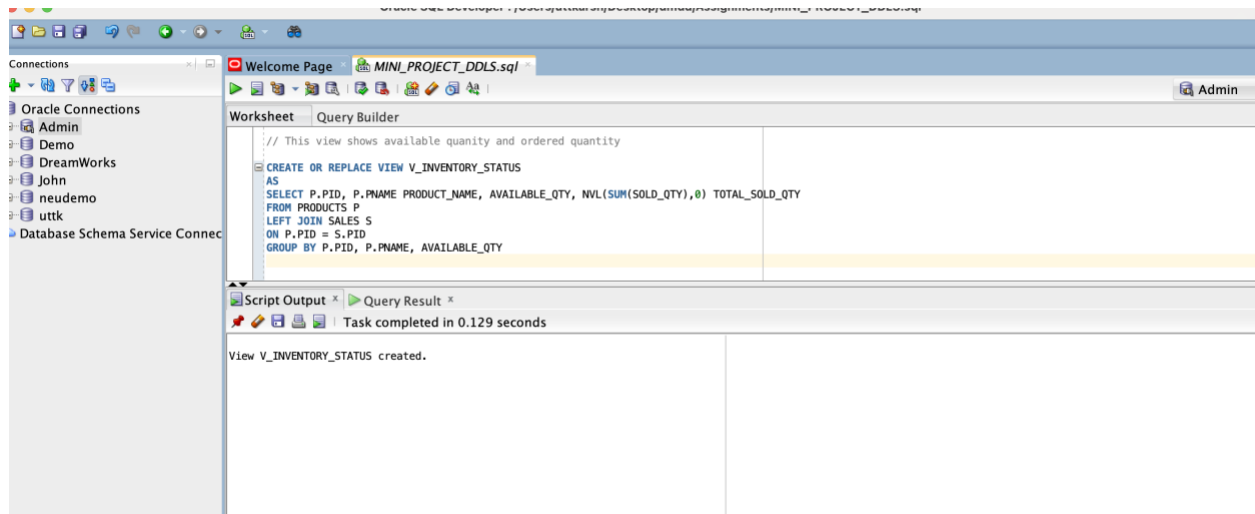 Connections
Oracle Connections
Admin
Demo
DreamWorks
John
neudemo
uttk
Database Schema Service Connec
Welcome Page
MINI_PROJECT_DDLS.sql
Admin
Worksheet Query Builder
// This view shows available quanity and ordered quantity
CREATE OR REPLACE VIEW V_INVENTORY_STATUS
AS
SELECT P.PID, P.PNAME PRODUCT_NAME, AVAILABLE_QTY, NVL(SUM(SOLD_QTY),0) TOTAL_SOLD_QTY
FROM PRODUCTS P
LEFT JOIN SALES S
ON P.PID = S.PID
GROUP BY P.PID, P.PNAME, AVAILABLE_QTY
Script Output x Query Result x
Task completed in 0.129 seconds
View V_INVENTORY_STATUS created.